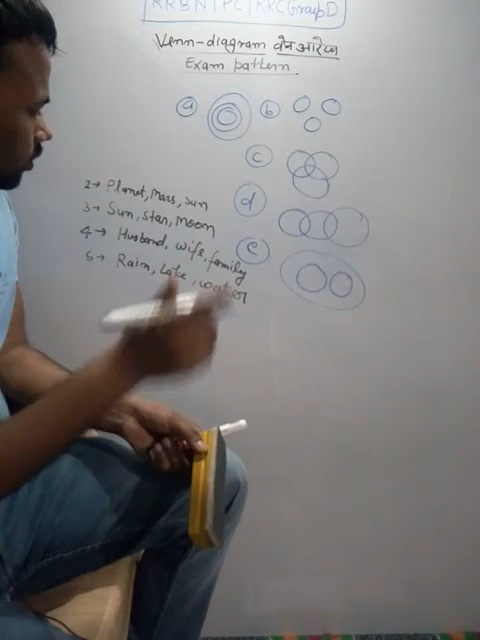 RRB NTPC / RRC Group D
Venn-diagram वेन आरेख
Exam pattern
a b
c
d
e
2→ Planet, Mars, Sun
3→ Sun, Star, Moon
4→ Husband, wife, family
5→ Rain, Lake, water